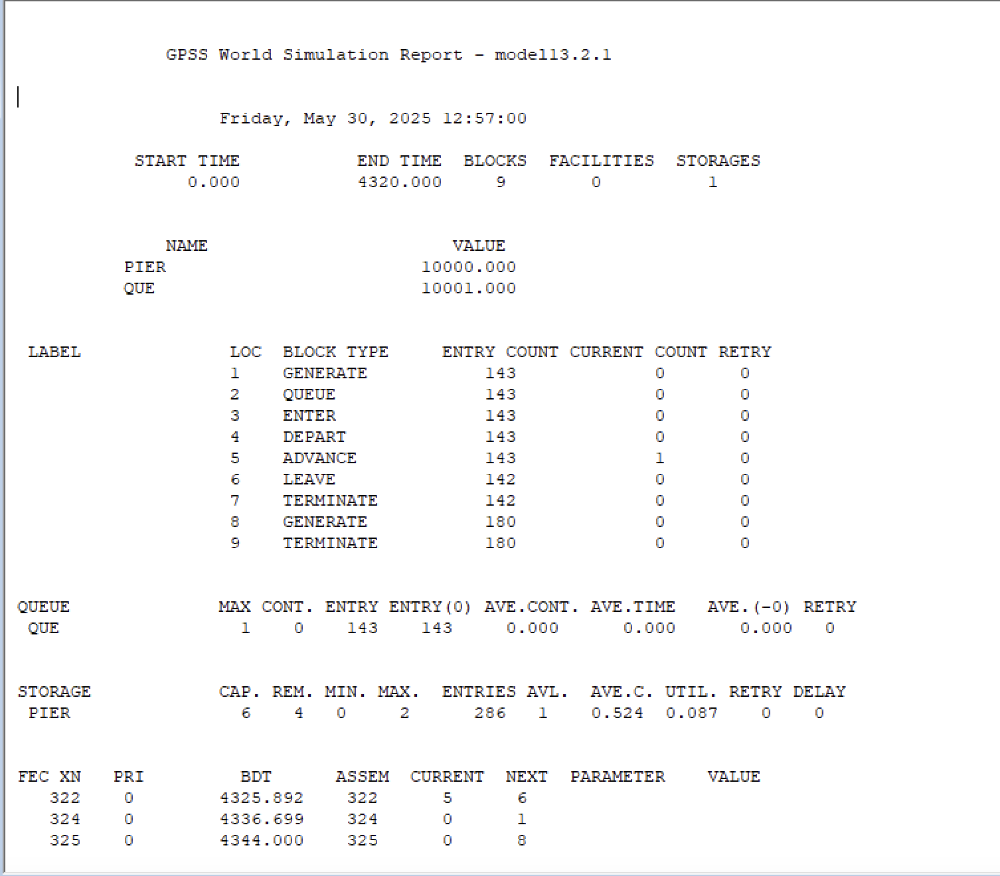 GPSS World Simulation Report - model13.2.1
Friday, May 30, 2025 12:57:00
START TIME END TIME BLOCKS FACILITIES STORAGES
0.000 4320.000 9 0 1
NAME VALUE
PIER 10000.000
QUE 10001.000
LABEL LOC BLOCK TYPE ENTRY COUNT CURRENT COUNT RETRY
1 GENERATE 143 0 0
2 QUEUE 143 0 0
3 ENTER 143 0 0
4 DEPART 143 0 0
5 ADVANCE 143 1 0
6 LEAVE 142 0 0
7 TERMINATE 142 0 0
8 GENERATE 180 0 0
9 TERMINATE 180 0 0
QUEUE MAX CONT. ENTRY ENTRY(0) AVE.CONT. AVE.TIME AVE.(-0) RETRY
QUE 1 0 143 143 0.000 0.000 0.000 0
STORAGE CAP. REM. MIN. MAX. ENTRIES AVL. AVE.C. UTIL. RETRY DELAY
PIER 6 4 0 2 286 1 0.524 0.087 0 0
FEC XN PRI BDT ASSEM CURRENT NEXT PARAMETER VALUE
322 0 4325.892 322 5 6
324 0 4336.699 324 0 1
325 0 4344.000 325 0 8